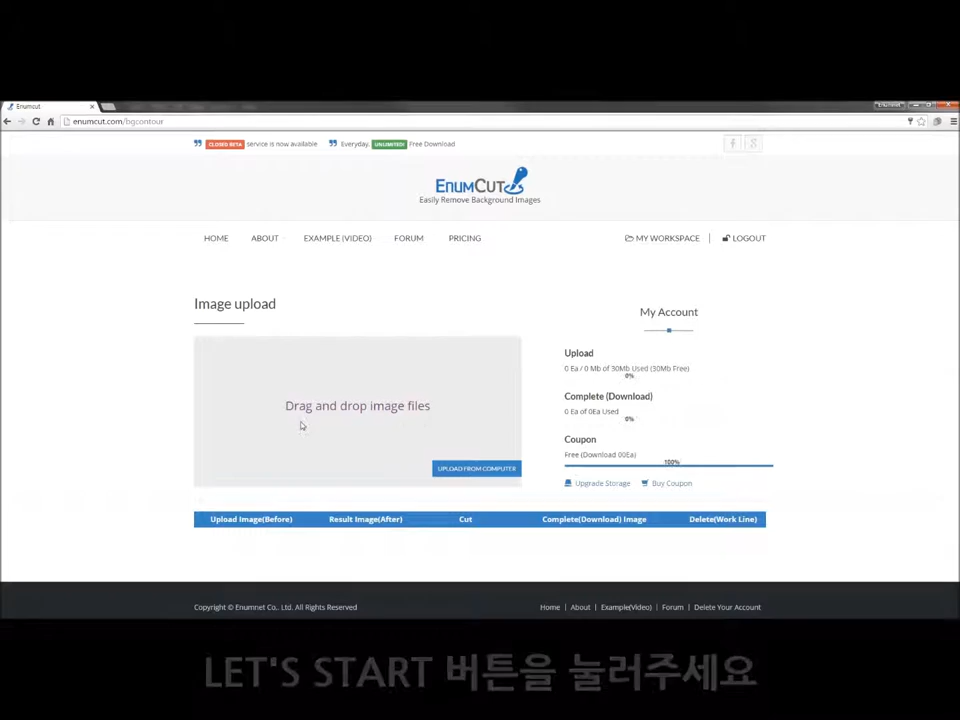 Enumcut
enumcut.com/bgcontour
CLOSED BETA service is now available Everyday, UNLIMITED! Free Download
ENUMCUT
Easily Remove Background Images
HOME ABOUT EXAMPLE (VIDEO) FORUM PRICING MY WORKSPACE LOGOUT
Image upload
My Account
Upload
0 Ea / 0 Mb of 30Mb Used (30Mb Free)
0%
Drag and drop image files
Complete (Download)
0 Ea of 0Ea Used
0%
Coupon
Free (Download 00Ea)
100%
UPLOAD FROM COMPUTER
Upgrade Storage Buy Coupon
Upload Image(Before) Result Image(After) Cut Complete(Download) Image Delete(Work Line)
Copyright © Enumnet Co.. Ltd. All Rights Reserved
Home | About | Example(Video) | Forum | Delete Your Account
LET'S START 버튼을 눌러주세요